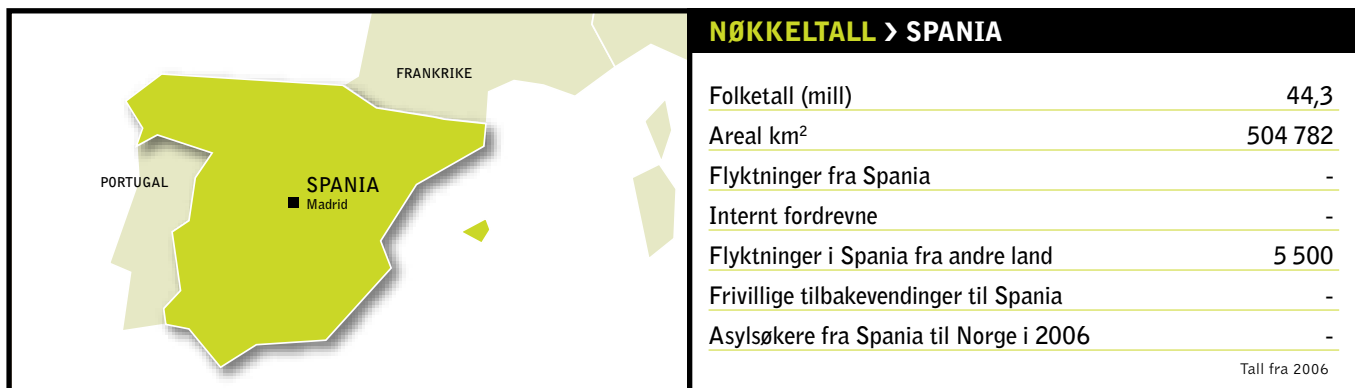 FRANKRIKE
PORTUGAL
SPANIA
Madrid
NØKKELTALL › SPANIA
Folketall (mill) 44,3
Areal km² 504 782
Flyktninger fra Spania -
Internt fordrevne -
Flyktninger i Spania fra andre land 5 500
Frivillige tilbakevendinger til Spania -
Asylsøkere fra Spania til Norge i 2006 -
Tall fra 2006